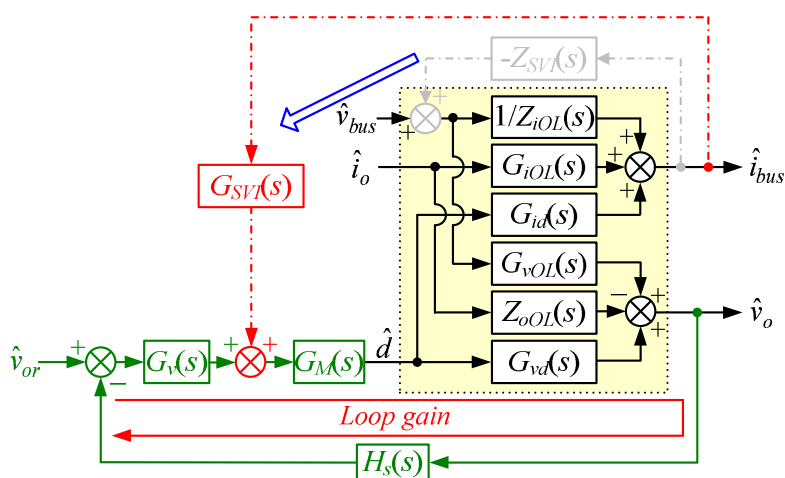 -Z_SVI(s)
+
v̂_bus
+
1/Z_iOL(s)
+
î_o
G_iOL(s)
+
î_bus
G_SVI(s)
G_id(s)
+
G_vOL(s)
−
+
Z_oOL(s)
v̂_o
+
v̂_or
+
−
G_v(s)
+
+
G_M(s)
d̂
G_vd(s)
Loop gain
H_s(s)